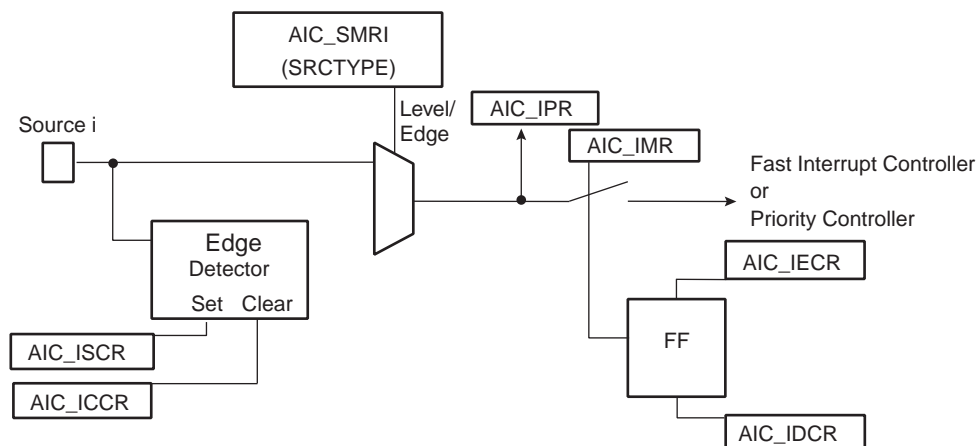 AIC_SMRI
(SRCTYPE)
Level/
Edge
AIC_IPR
Source i
AIC_IMR
Fast Interrupt Controller
or
Priority Controller
Edge
Detector
Set Clear
AIC_IECR
FF
AIC_ISCR
AIC_ICCR
AIC_IDCR